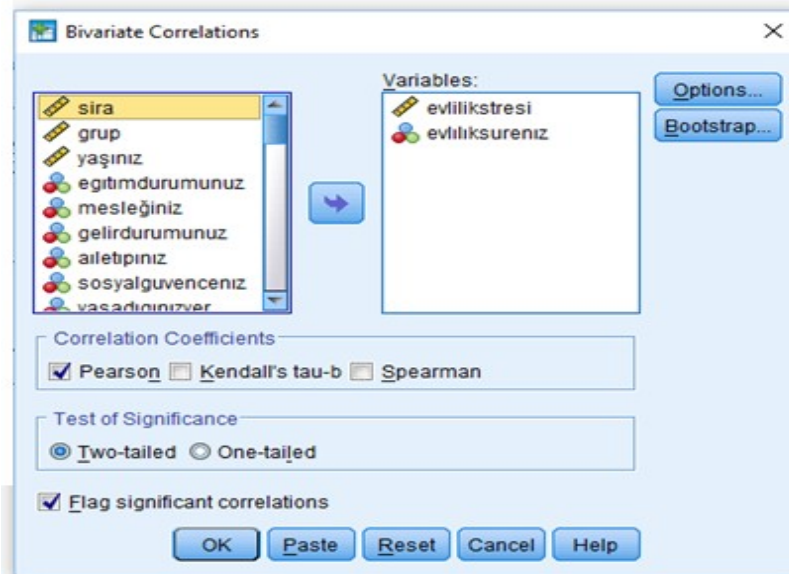 Bivariate Correlations
sira
grup
yaşınız
egıtımdurumunuz
mesleğiniz
gelirdurumunuz
aıletıpınız
sosyalguvencenız
yasadıgınızyer
Variables:
evlilikstresi
evlılıksurenız
Options...
Bootstrap...
Correlation Coefficients
Pearson Kendall's tau-b Spearman
Test of Significance
Two-tailed One-tailed
Flag significant correlations
OK Paste Reset Cancel Help